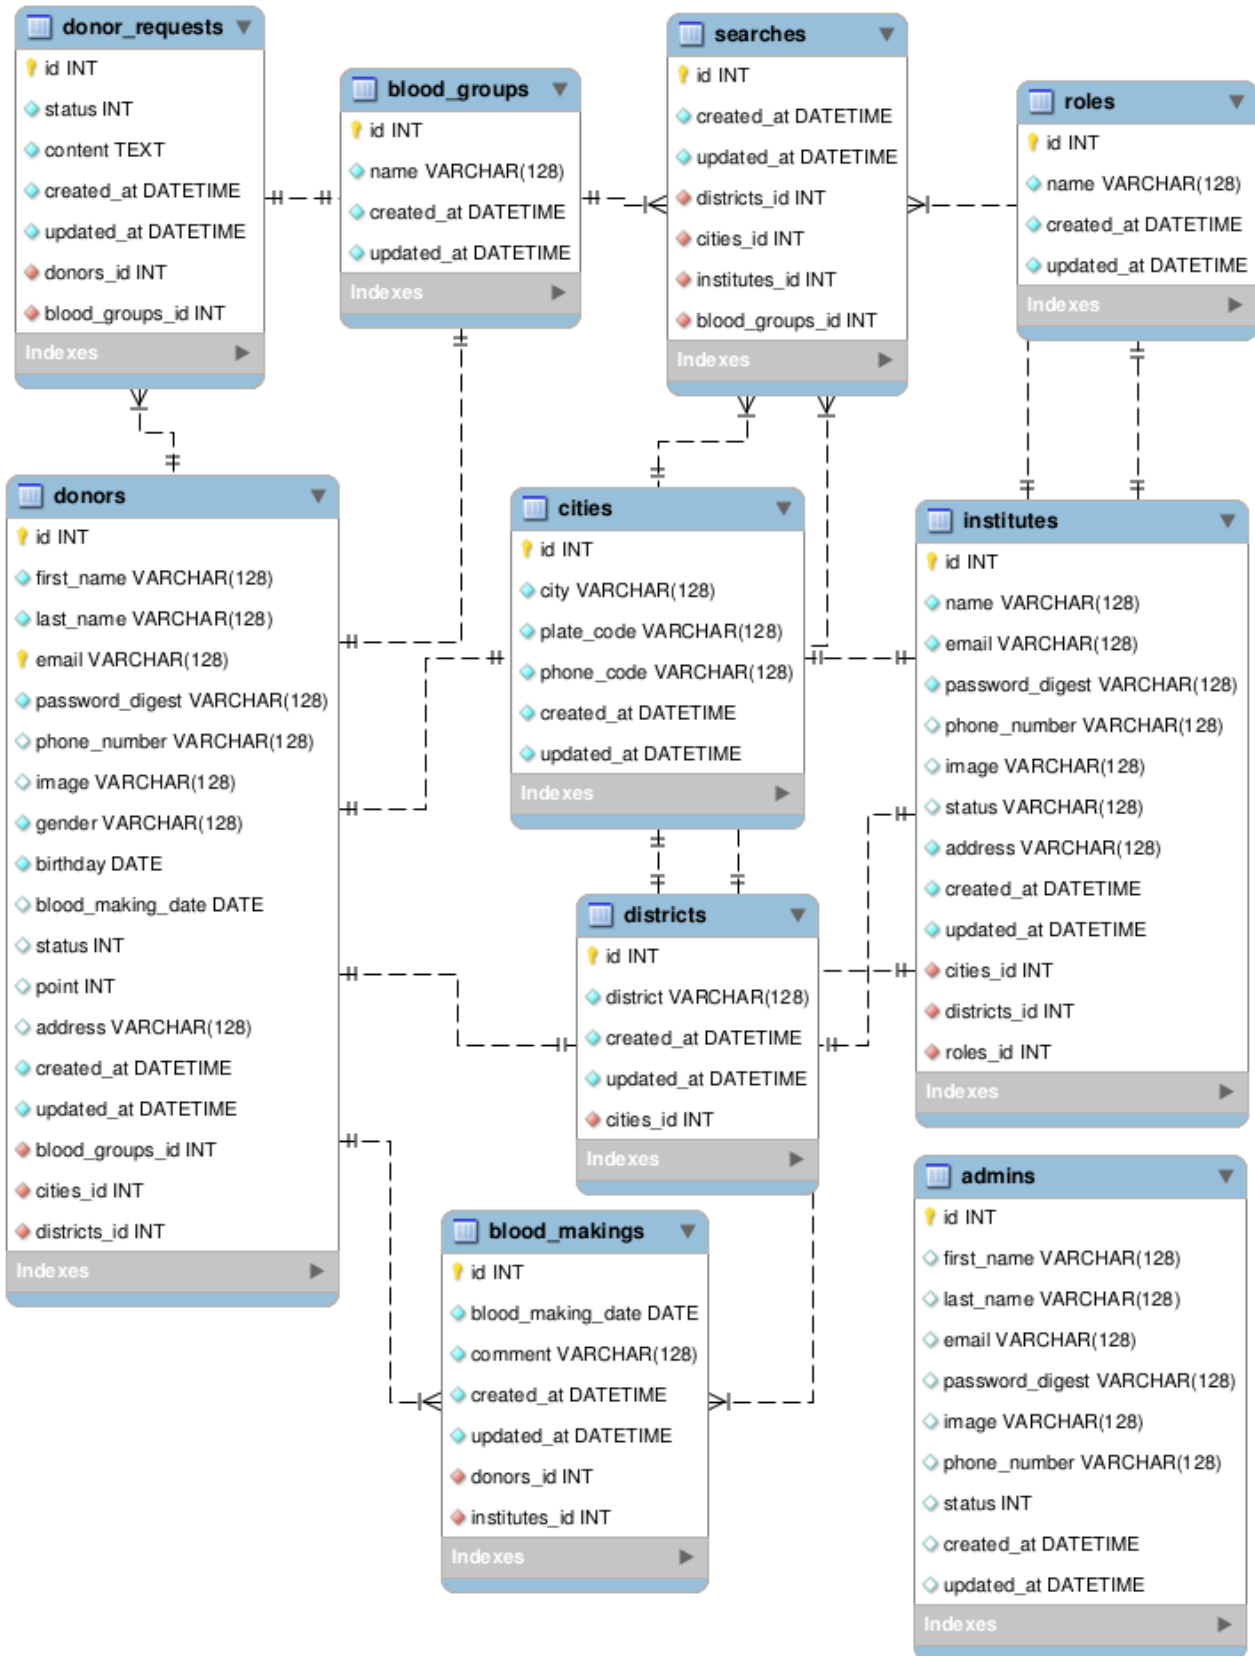 donor_requests
id INT
status INT
content TEXT
created_at DATETIME
updated_at DATETIME
donors_id INT
blood_groups_id INT
Indexes
blood_groups
id INT
name VARCHAR(128)
created_at DATETIME
updated_at DATETIME
Indexes
searches
id INT
created_at DATETIME
updated_at DATETIME
districts_id INT
cities_id INT
institutes_id INT
blood_groups_id INT
Indexes
roles
id INT
name VARCHAR(128)
created_at DATETIME
updated_at DATETIME
Indexes
donors
id INT
first_name VARCHAR(128)
last_name VARCHAR(128)
email VARCHAR(128)
password_digest VARCHAR(128)
phone_number VARCHAR(128)
image VARCHAR(128)
gender VARCHAR(128)
birthday DATE
blood_making_date DATE
status INT
point INT
address VARCHAR(128)
created_at DATETIME
updated_at DATETIME
blood_groups_id INT
cities_id INT
districts_id INT
Indexes
cities
id INT
city VARCHAR(128)
plate_code VARCHAR(128)
phone_code VARCHAR(128)
created_at DATETIME
updated_at DATETIME
Indexes
institutes
id INT
name VARCHAR(128)
email VARCHAR(128)
password_digest VARCHAR(128)
phone_number VARCHAR(128)
image VARCHAR(128)
status VARCHAR(128)
address VARCHAR(128)
created_at DATETIME
updated_at DATETIME
cities_id INT
districts_id INT
roles_id INT
Indexes
districts
id INT
district VARCHAR(128)
created_at DATETIME
updated_at DATETIME
cities_id INT
Indexes
blood_makings
id INT
blood_making_date DATE
comment VARCHAR(128)
created_at DATETIME
updated_at DATETIME
donors_id INT
institutes_id INT
Indexes
admins
id INT
first_name VARCHAR(128)
last_name VARCHAR(128)
email VARCHAR(128)
password_digest VARCHAR(128)
image VARCHAR(128)
phone_number VARCHAR(128)
status INT
created_at DATETIME
updated_at DATETIME
Indexes